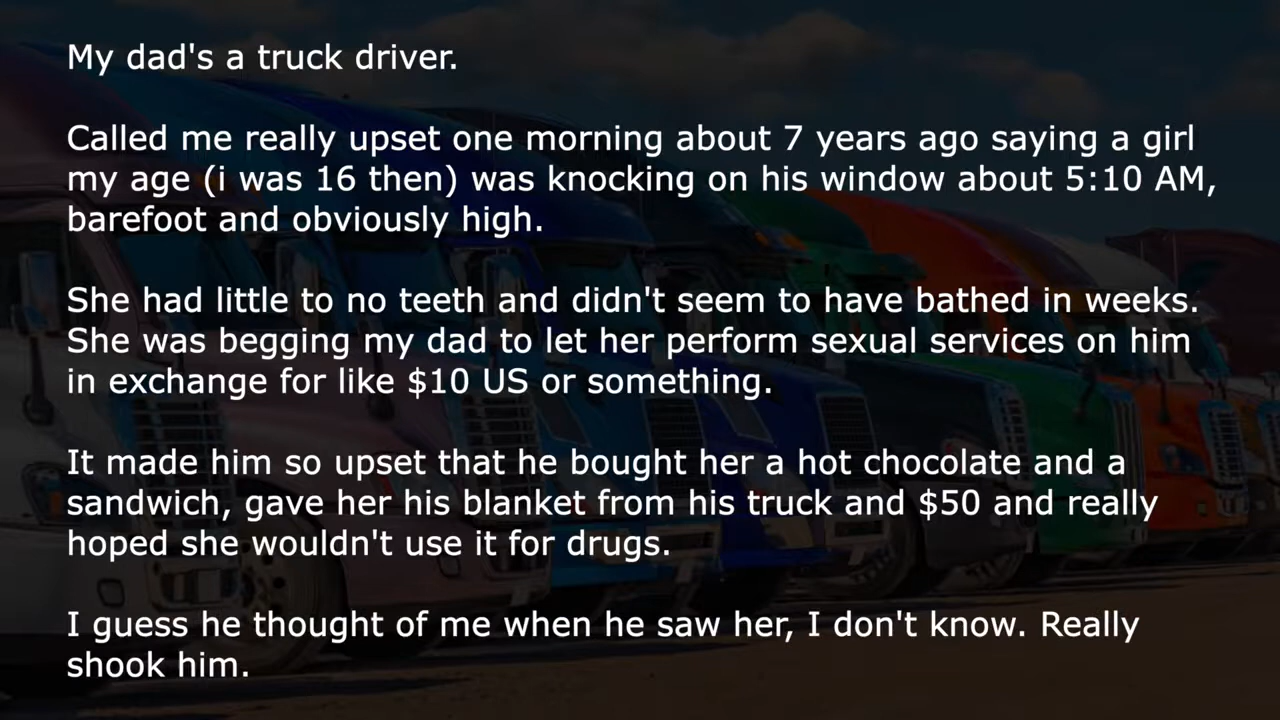 My dad's a truck driver.
Called me really upset one morning about 7 years ago saying a girl
my age (i was 16 then) was knocking on his window about 5:10 AM,
barefoot and obviously high.
She had little to no teeth and didn't seem to have bathed in weeks.
She was begging my dad to let her perform sexual services on him
in exchange for like $10 US or something.
It made him so upset that he bought her a hot chocolate and a
sandwich, gave her his blanket from his truck and $50 and really
hoped she wouldn't use it for drugs.
I guess he thought of me when he saw her, I don't know. Really
shook him.